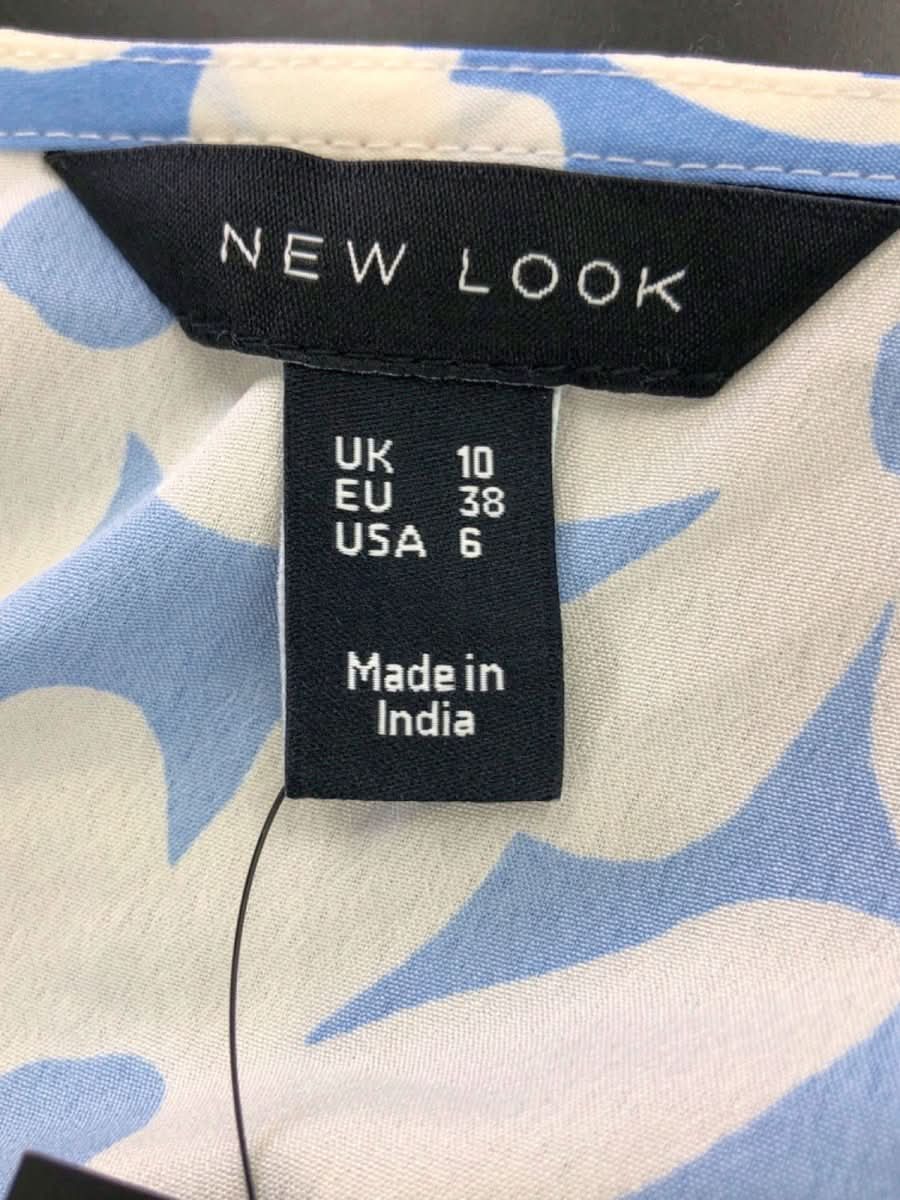 NEW LOOK
UK 10
EU 38
USA 6
Made in
India